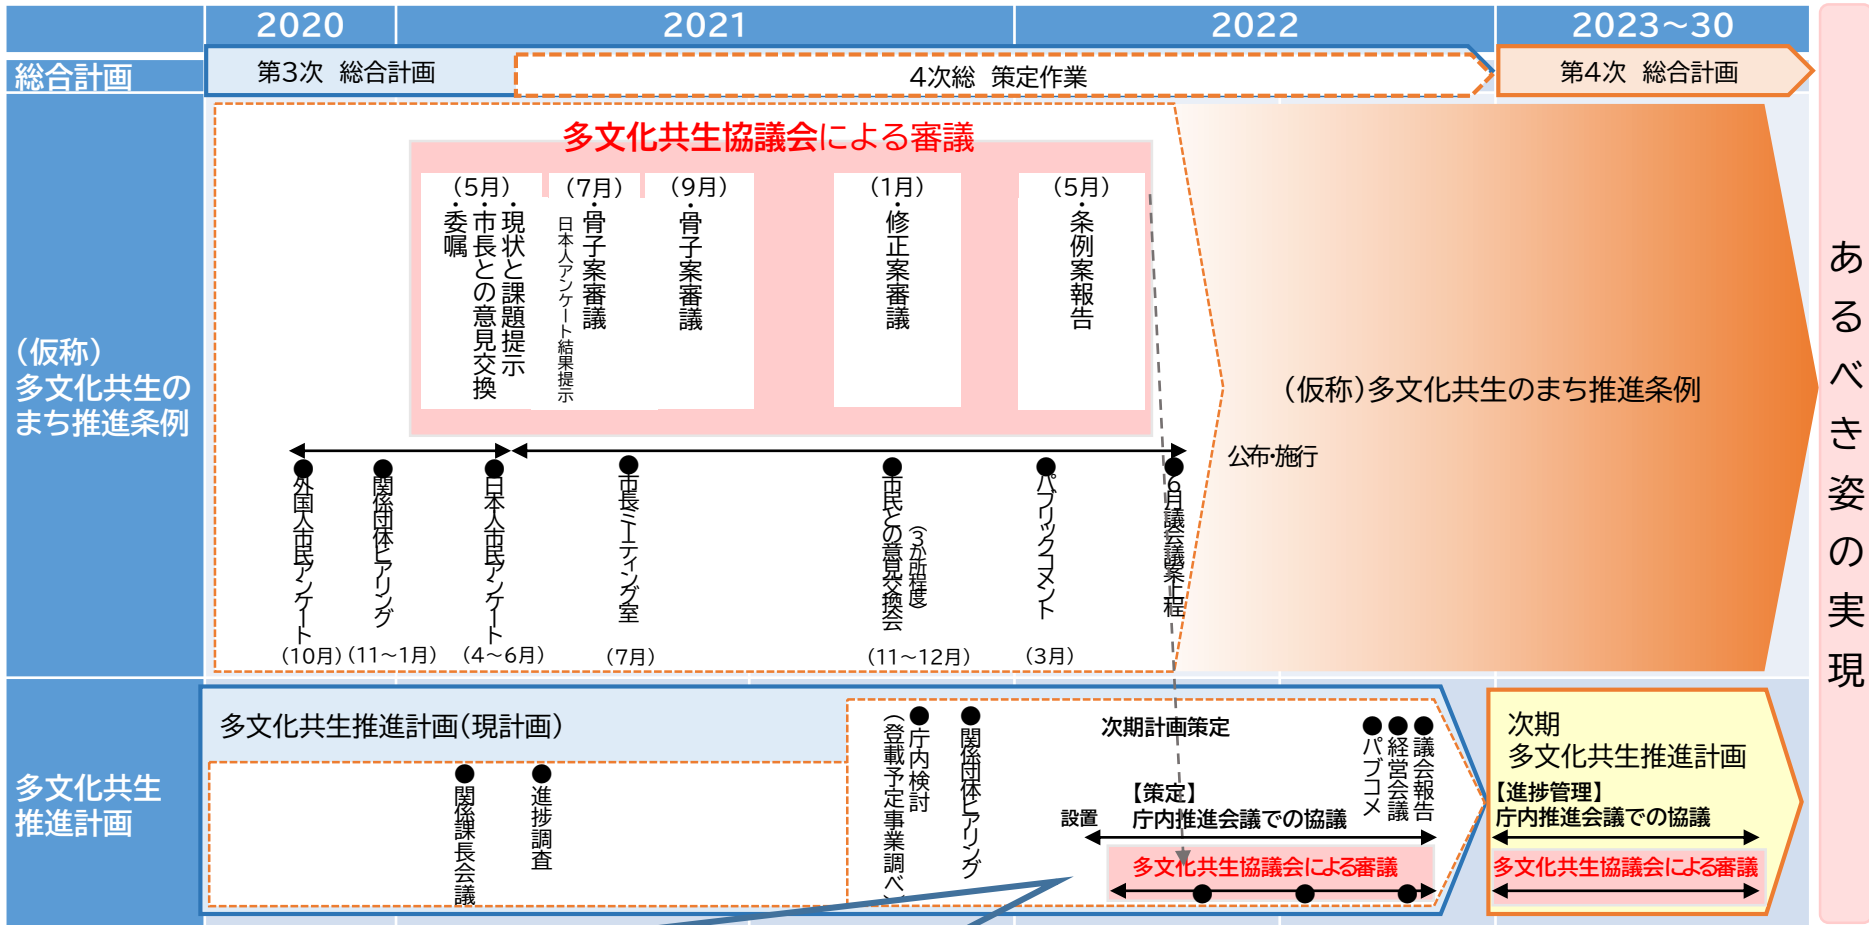 2020
2021
2022
2023～30
総合計画
第3次　総合計画
4次総　策定作業
第4次　総合計画
（仮称）
多文化共生の
まち推進条例
多文化共生協議会による審議
（5月）
・現状と課題提示
・市長との意見交換
・委嘱
（7月）
・骨子案審議
日本人アンケート結果提示
（9月）
・骨子案審議
（1月）
・修正案審議
（5月）
・条例案報告
●外国人市民アンケート
（10月）
●関係団体ヒアリング
（11～1月）
●日本人市民アンケート
（4～6月）
●市長ミーティング室
（7月）
●市民との意見交換会
（3か所程度）
（11～12月）
●パブリックコメント
（3月）
●6月議会議案上程
公布・施行
（仮称）多文化共生のまち推進条例
多文化共生
推進計画
多文化共生推進計画（現計画）
●関係課長会議
●進捗調査
●庁内検討
（登載予定事業調べ）
●関係団体ヒアリング
次期計画策定
●パブコメ
●経営会議
●議会報告
設置
【策定】
庁内推進会議での協議
多文化共生協議会による審議
次期
多文化共生推進計画
【進捗管理】
庁内推進会議での協議
多文化共生協議会による審議
あるべき姿の実現